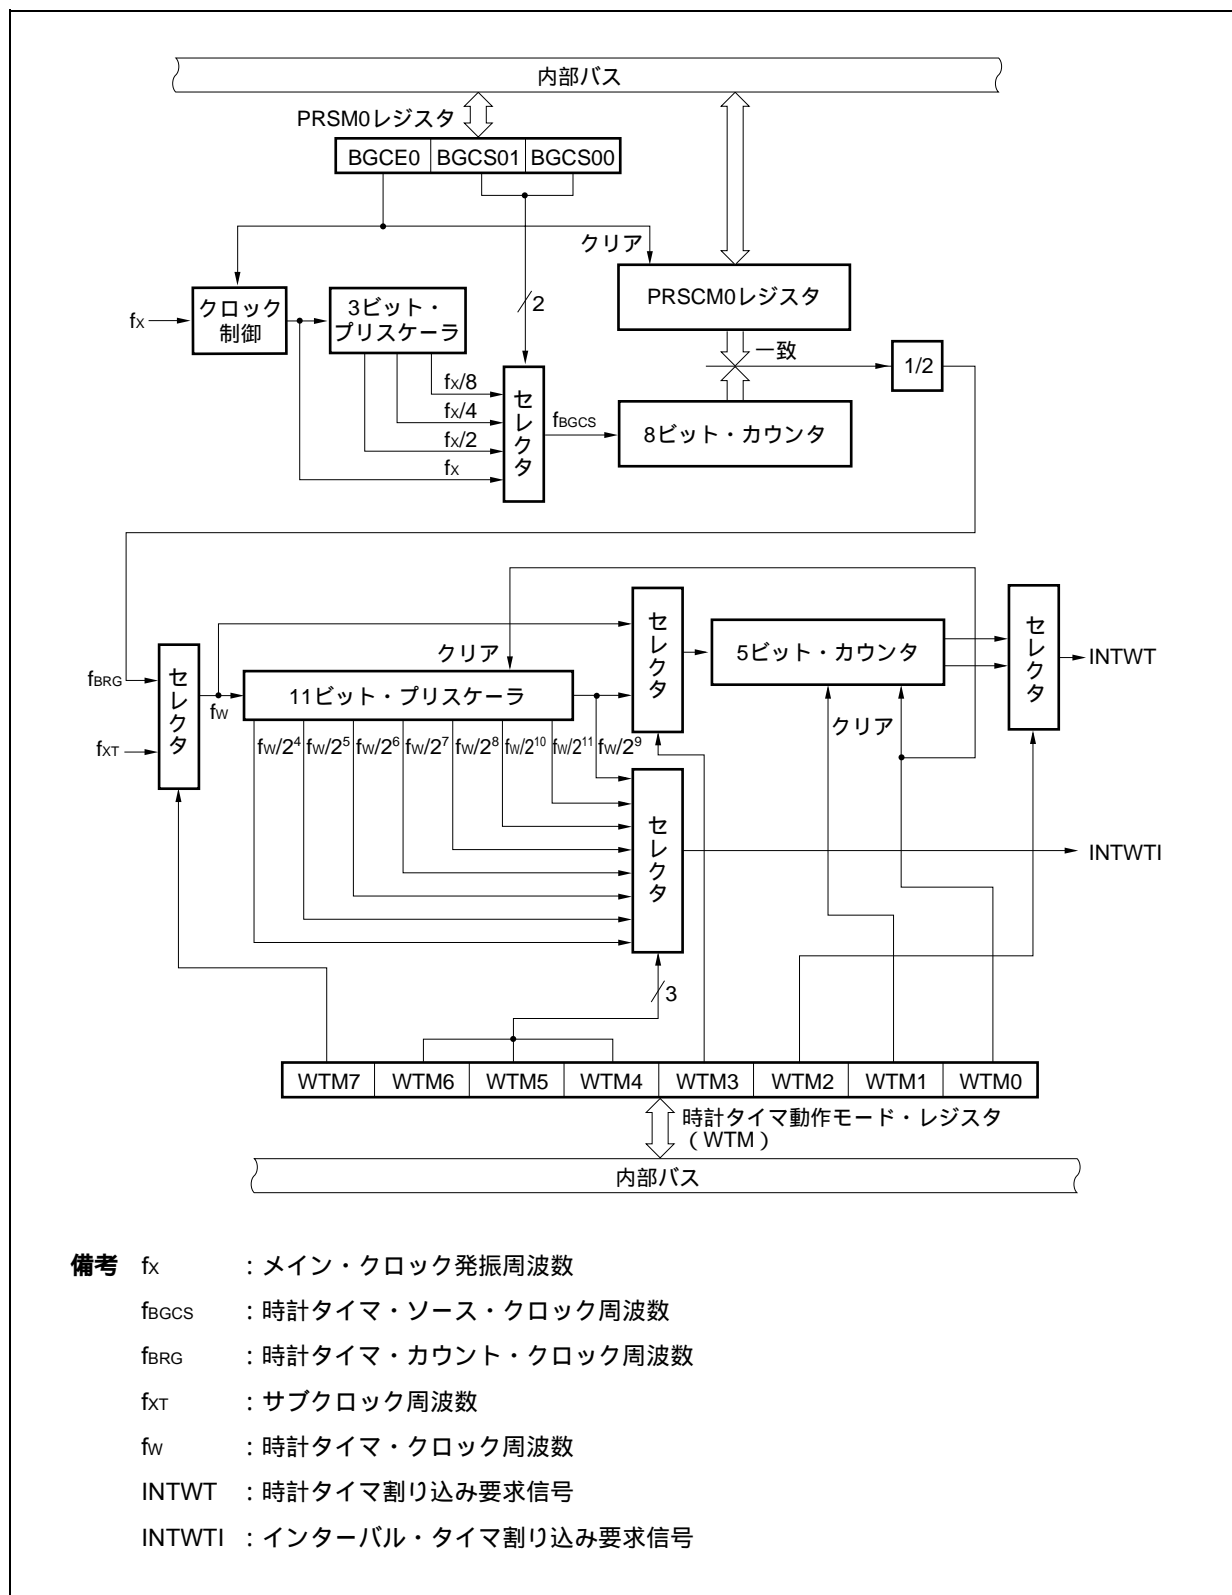 内部バス
PRSM0レジスタ
BGCE0 BGCS01 BGCS00
クリア
PRSCM0レジスタ
fX
クロック
制御
3ビット・
プリスケーラ
2
一致
1/2
fX/8
fX/4
fX/2
fX
セレクタ
fBGCS
8ビット・カウンタ
fBRG
fXT
セレクタ
fW
クリア
11ビット・プリスケーラ
fW/2⁴ fW/2⁵ fW/2⁶ fW/2⁷ fW/2⁸ fW/2¹⁰ fW/2¹¹ fW/2⁹
セレクタ
5ビット・カウンタ
クリア
セレクタ
INTWT
セレクタ
INTWTI
3
WTM7 WTM6 WTM5 WTM4 WTM3 WTM2 WTM1 WTM0
時計タイマ動作モード・レジスタ
(WTM)
内部バス
備考 fX :メイン・クロック発振周波数
fBGCS :時計タイマ・ソース・クロック周波数
fBRG :時計タイマ・カウント・クロック周波数
fXT :サブクロック周波数
fW :時計タイマ・クロック周波数
INTWT :時計タイマ割り込み要求信号
INTWTI :インターバル・タイマ割り込み要求信号